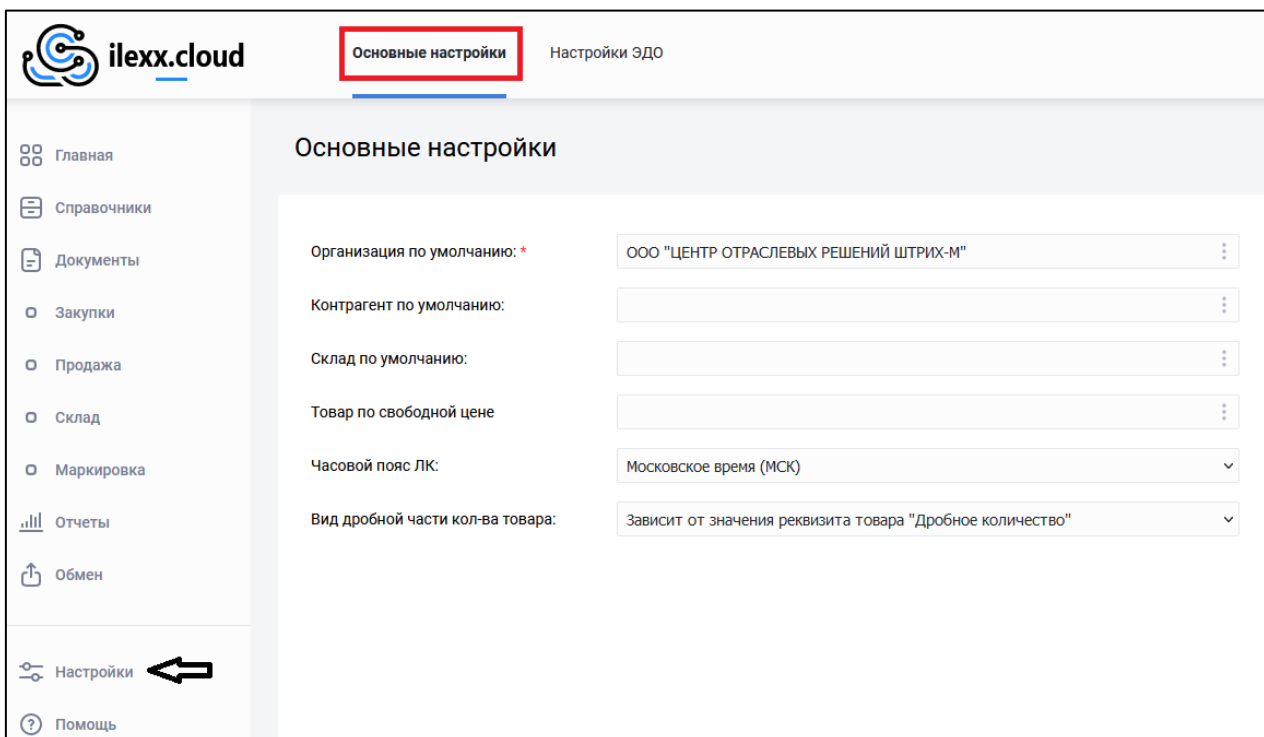 ilexx.cloud
Основные настройки
Настройки ЭДО
Главная
Справочники
Документы
Закупки
Продажа
Склад
Маркировка
Отчеты
Обмен
Настройки
Помощь
Основные настройки
Организация по умолчанию: * ООО "ЦЕНТР ОТРАСЛЕВЫХ РЕШЕНИЙ ШТРИХ-М"
Контрагент по умолчанию:
Склад по умолчанию:
Товар по свободной цене
Часовой пояс ЛК: Московское время (МСК)
Вид дробной части кол-ва товара: Зависит от значения реквизита товара "Дробное количество"